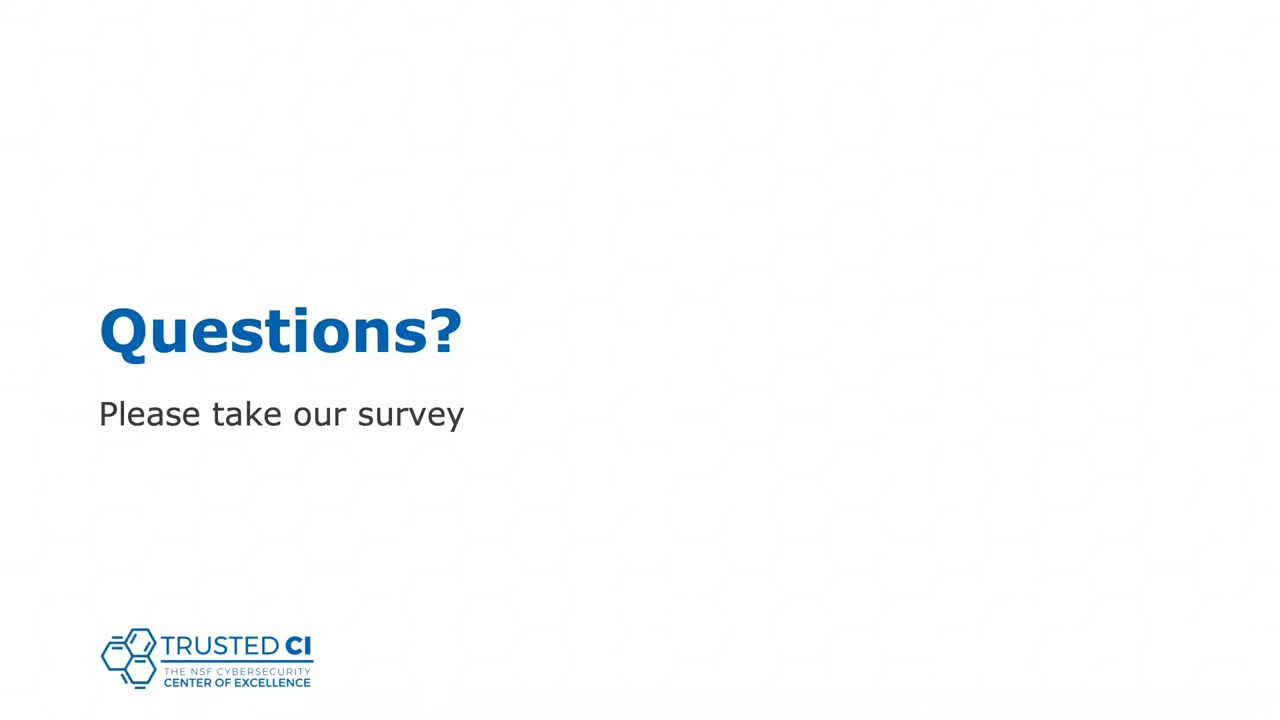 Questions?
Please take our survey
TRUSTED CI
THE NSF CYBERSECURITY
CENTER OF EXCELLENCE